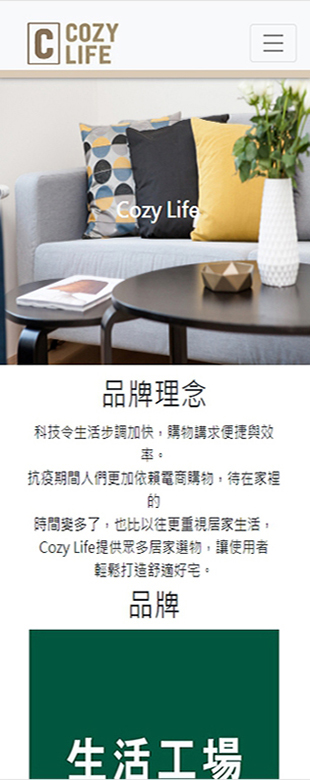 C COZY
LIFE
Cozy Life
品牌理念
科技令生活步調加快，購物講求便捷與效
率。
抗疫期間人們更加依賴電商購物，待在家裡
的
時間變多了，也比以往更重視居家生活，
Cozy Life提供眾多居家選物，讓使用者
輕鬆打造舒適好宅。
品牌
生活工場